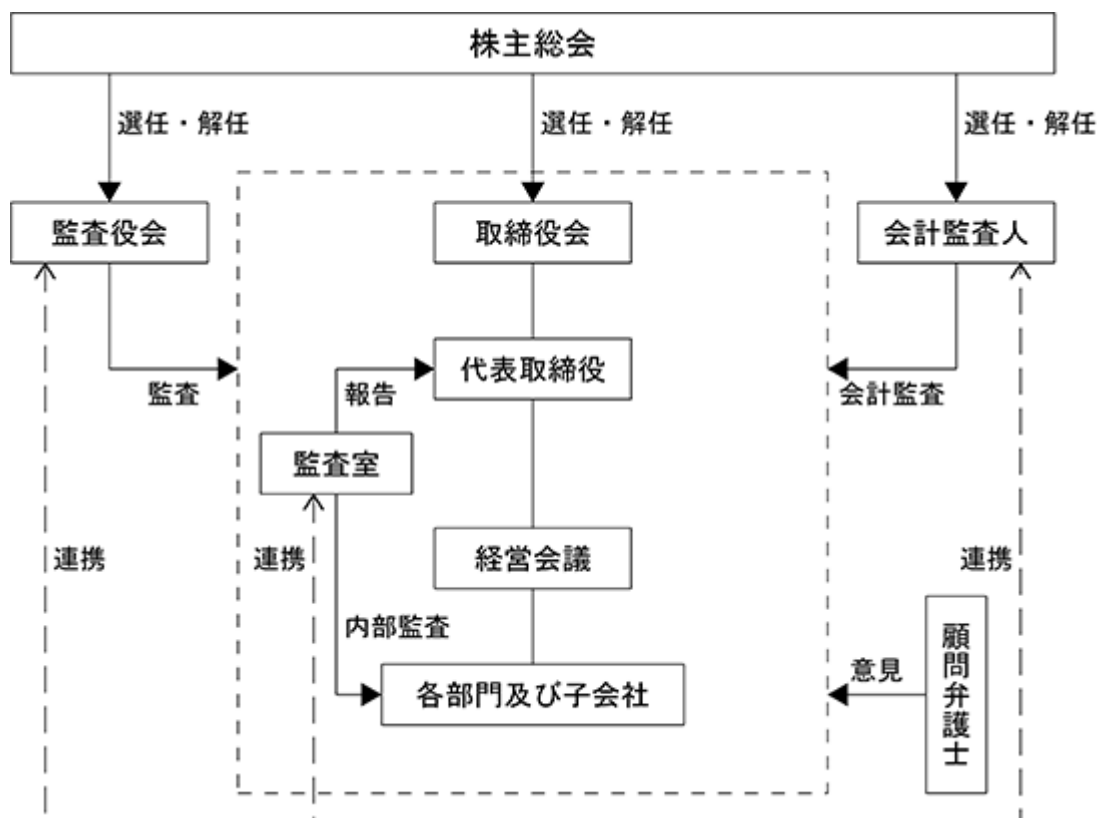 株主総会
選任・解任
選任・解任
選任・解任
監査役会
取締役会
会計監査人
代表取締役
監査
報告
会計監査
監査室
連携
連携
経営会議
連携
内部監査
顧問弁護士
意見
各部門及び子会社